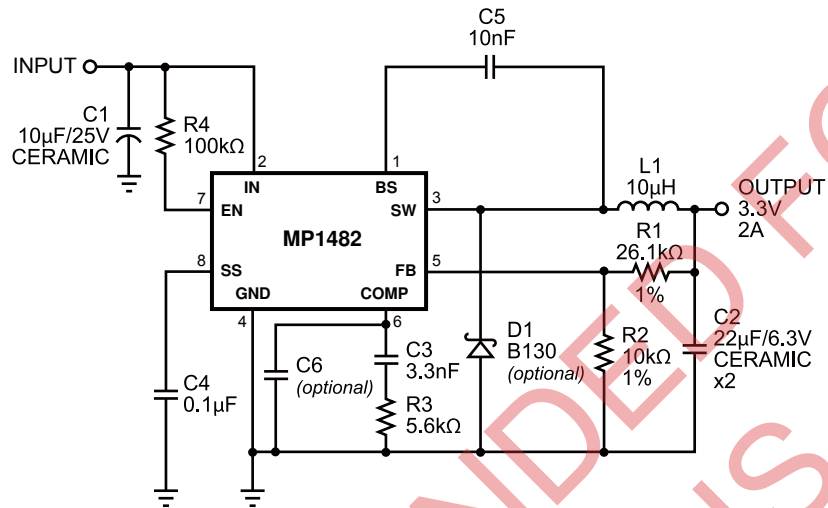 C5
10nF
INPUT
C1
10µF/25V
CERAMIC
R4
100kΩ
2
1
IN
BS
7
EN
SW
3
L1
10µH
OUTPUT
3.3V
2A
MP1482
8
SS
FB
5
R1
26.1kΩ
1%
GND
COMP
4
6
C4
0.1µF
C6
(optional)
C3
3.3nF
R3
5.6kΩ
D1
B130
(optional)
R2
10kΩ
1%
C2
22µF/6.3V
CERAMIC
x2
NDED FO
NS